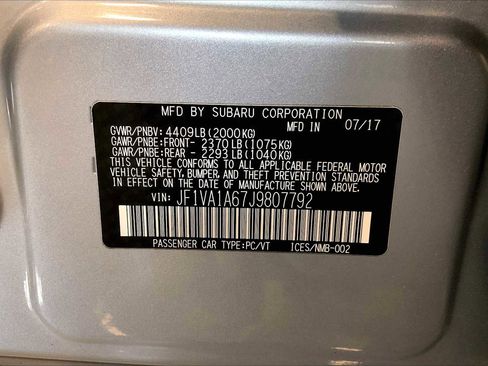 MFD BY SUBARU CORPORATION
GVWR/PNBV: 4409LB(2000KG) MFD IN 07/17
GAWR/PNBE:FRONT- 2370LB(1075KG)
GAWR/PNBE:REAR - 2293LB(1040KG)
THIS VEHICLE CONFORMS TO ALL APPLICABLE FEDERAL MOTOR
VEHICLE SAFETY, BUMPER, AND THEFT PREVENTION STANDARDS
IN EFFECT ON THE DATE OF MANUFACTURE SHOWN ABOVE.
VIN: JF1VA1A67J9807792
PASSENGER CAR TYPE:PC/VT ICES/NMB-002